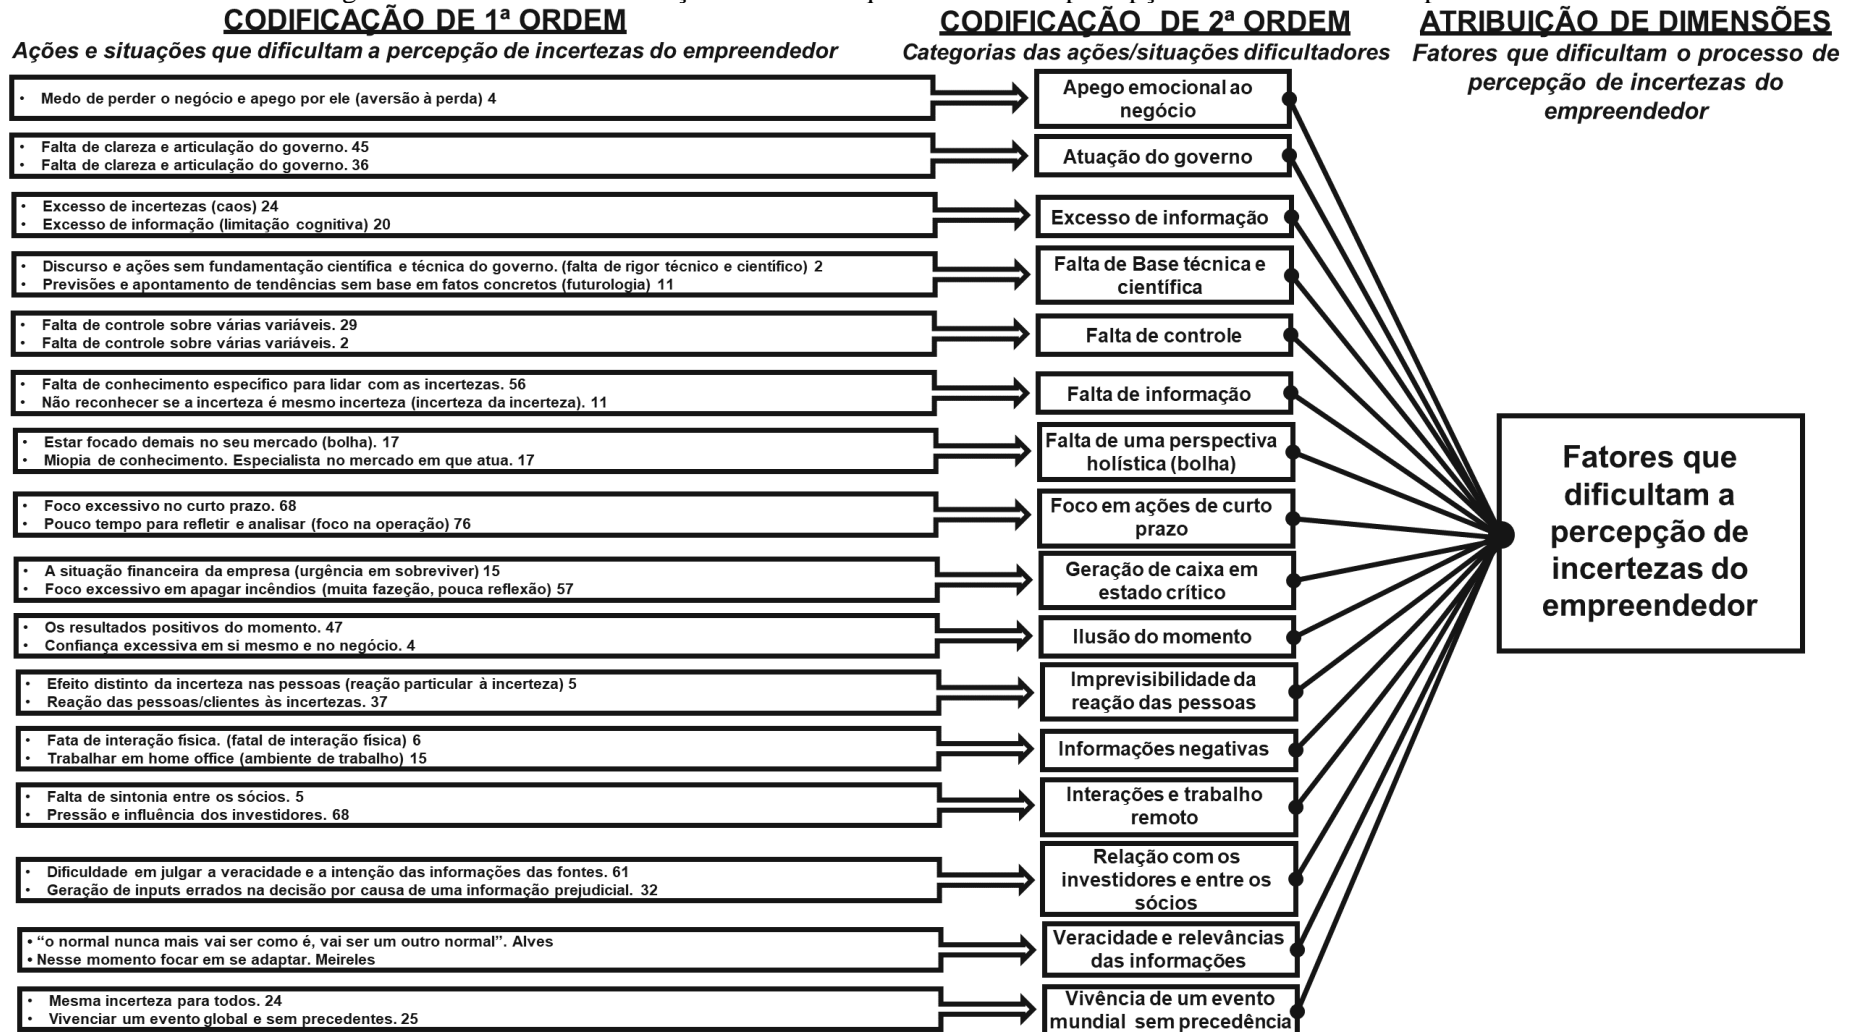 CODIFICAÇÃO DE 1ª ORDEM
Ações e situações que dificultam a percepção de incertezas do empreendedor
• Medo de perder o negócio e apego por ele (aversão à perda) 4
• Falta de clareza e articulação do governo. 45
• Falta de clareza e articulação do governo. 36
• Excesso de incertezas (caos) 24
• Excesso de informação (limitação cognitiva) 20
• Discurso e ações sem fundamentação científica e técnica do governo. (falta de rigor técnico e científico) 2
• Previsões e apontamento de tendências sem base em fatos concretos (futurologia) 11
• Falta de controle sobre várias variáveis. 29
• Falta de controle sobre várias variáveis. 2
• Falta de conhecimento específico para lidar com as incertezas. 56
• Não reconhecer se a incerteza é mesmo incerteza (incerteza da incerteza). 11
• Estar focado demais no seu mercado (bolha). 17
• Miopia de conhecimento. Especialista no mercado em que atua. 17
• Foco excessivo no curto prazo. 68
• Pouco tempo para refletir e analisar (foco na operação) 76
• A situação financeira da empresa (urgência em sobreviver) 15
• Foco excessivo em apagar incêndios (muita fazeção, pouca reflexão) 57
• Os resultados positivos do momento. 47
• Confiança excessiva em si mesmo e no negócio. 4
• Efeito distinto da incerteza nas pessoas (reação particular à incerteza) 5
• Reação das pessoas/clientes às incertezas. 37
• Fata de interação física. (fatal de interação física) 6
• Trabalhar em home office (ambiente de trabalho) 15
• Falta de sintonia entre os sócios. 5
• Pressão e influência dos investidores. 68
• Dificuldade em julgar a veracidade e a intenção das informações das fontes. 61
• Geração de inputs errados na decisão por causa de uma informação prejudicial. 32
• “o normal nunca mais vai ser como é, vai ser um outro normal”. Alves
• Nesse momento focar em se adaptar. Meireles
• Mesma incerteza para todos. 24
• Vivenciar um evento global e sem precedentes. 25
CODIFICAÇÃO DE 2ª ORDEM
Categorias das ações/situações dificultadores
Apego emocional ao
negócio
Atuação do governo
Excesso de informação
Falta de Base técnica e
científica
Falta de controle
Falta de informação
Falta de uma perspectiva
holística (bolha)
Foco em ações de curto
prazo
Geração de caixa em
estado crítico
Ilusão do momento
Imprevisibilidade da
reação das pessoas
Informações negativas
Interações e trabalho
remoto
Relação com os
investidores e entre os
sócios
Veracidade e relevâncias
das informações
Vivência de um evento
mundial sem precedência
ATRIBUIÇÃO DE DIMENSÕES
Fatores que dificultam o processo de
percepção de incertezas do
empreendedor
Fatores que
dificultam a
percepção de
incertezas do
empreendedor